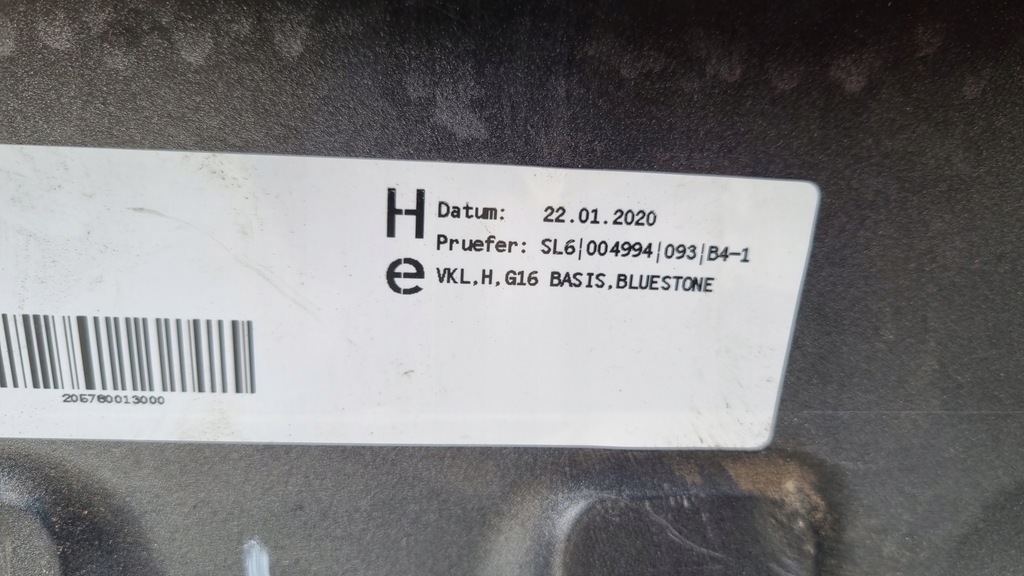 H
Datum: 22.01.2020
Pruefer: SL6|004994|093|B4-1
e
VKL,H,G16 BASIS,BLUESTONE
205780013000